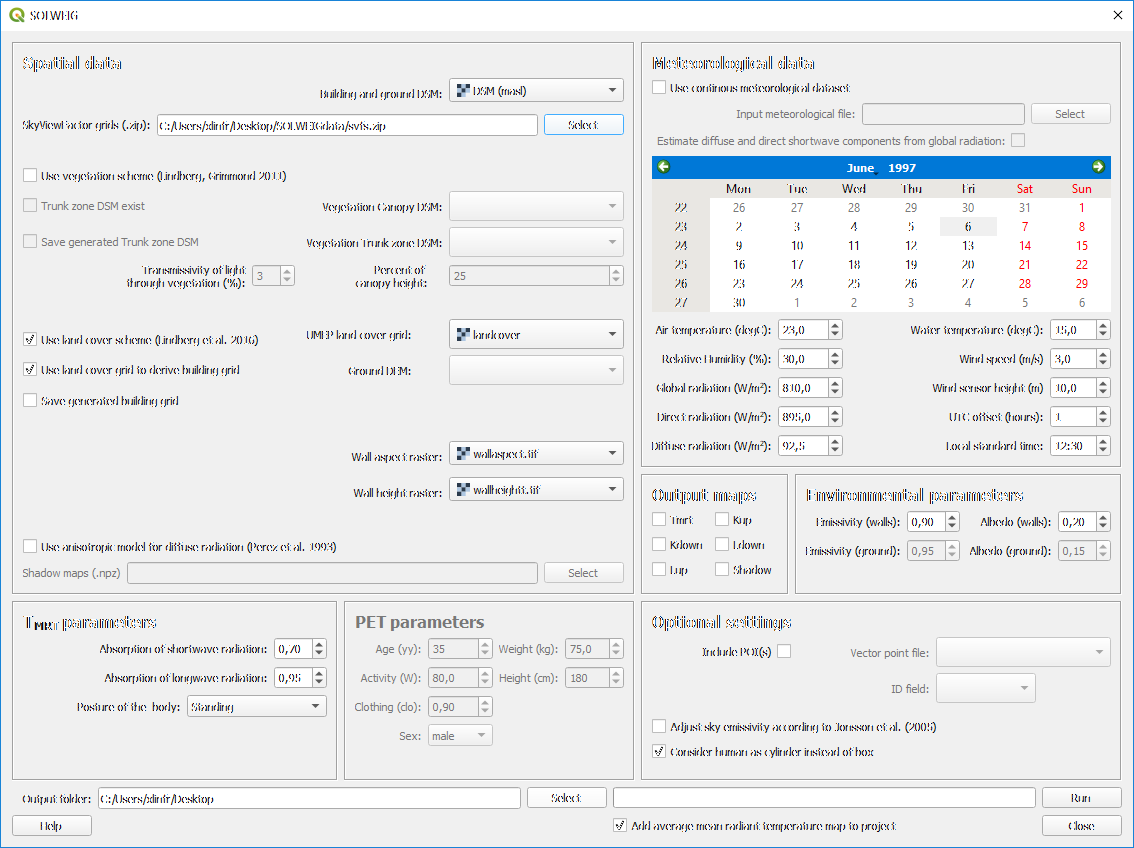 SOLWEIG
Spatial data
Building and ground DSM: DSM (masl)
SkyViewFactor grids (.zip): C:/Users/xlinfr/Desktop/SOLWEIGdata/svfs.zip Select
Use vegetation scheme (Lindberg, Grimmond 2011)
Trunk zone DSM exist Vegetation Canopy DSM:
Save generated Trunk zone DSM Vegetation Trunk zone DSM:
Transmissivity of light through vegetation (%): 3 Percent of canopy height: 25
Use land cover scheme (Lindberg et al. 2016) UMEP land cover grid: landcover
Use land cover grid to derive building grid Ground DEM:
Save generated building grid
Wall aspect raster: wallaspect.tif
Wall height raster: wallheight.tif
Use anisotropic model for diffuse radiation (Perez et al. 1993)
Shadow maps (.npz) Select
Meteorological data
Use continous meteorological dataset
Input meteorological file: Select
Estimate diffuse and direct shortwave components from global radiation:
June, 1997
Mon Tue Wed Thu Fri Sat Sun
22 26 27 28 29 30 31 1
23 2 3 4 5 6 7 8
24 9 10 11 12 13 14 15
25 16 17 18 19 20 21 22
26 23 24 25 26 27 28 29
27 30 1 2 3 4 5 6
Air temperature (degC): 23,0 Water temperature (degC): 15,0
Relative Humidity (%): 30,0 Wind speed (m/s) 3,0
Global radiation (W/m²): 810,0 Wind sensor height (m) 10,0
Direct radiation (W/m²): 895,0 UTC offset (hours): 1
Diffuse radiation (W/m²): 92,5 Local standard time: 12:30
Output maps
Tmrt Kup
Kdown Ldown
Lup Shadow
Environmental parameters
Emissivity (walls): 0,90 Albedo (walls): 0,20
Emissivity (ground): 0,95 Albedo (ground): 0,15
TMRT parameters
Absorption of shortwave radiation: 0,70
Absorption of longwave radiation: 0,95
Posture of the body: Standing
PET parameters
Age (yy): 35 Weight (kg): 75,0
Activity (W): 80,0 Height (cm): 180
Clothing (clo): 0,90
Sex: male
Optional settings
Include POI(s) Vector point file:
ID field:
Adjust sky emissivity according to Jonsson et al. (2005)
Consider human as cylinder instead of box
Output folder: C:/Users/xlinfr/Desktop Select Run
Help Add average mean radiant temperature map to project Close